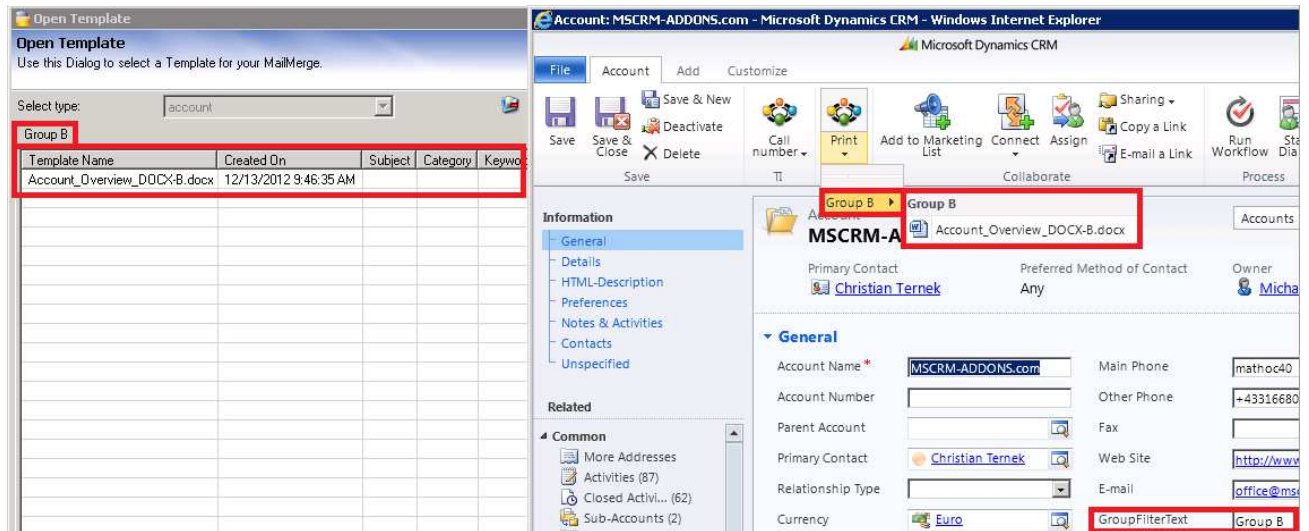 Open Template
Open Template
Use this Dialog to select a Template for your MailMerge.
Select type:
account
Group B
Template Name Created On Subject Category
Account_Overview_DOCX-B.docx 12/13/2012 9:46:35 AM
Account: MSCRM-ADDONS.com - Microsoft Dynamics CRM - Windows Internet Explorer
Microsoft Dynamics CRM
File Account Add Customize
Save
Save & Close
Save & New
Deactivate
Delete
Save
Call number
Print
Add to Marketing List
Connect
Assign
Sharing
Copy a Link
E-mail a Link
Collaborate
Run Workflow
Process
Group B
Group B
Account_Overview_DOCX-B.docx
MSCRM-A
Accounts
Primary Contact
Christian Ternek
Preferred Method of Contact
Any
Owner
Micha
Information
General
Details
HTML-Description
Preferences
Notes & Activities
Contacts
Unspecified
Related
Common
More Addresses
Activities (87)
Closed Activi... (62)
Sub-Accounts (2)
General
Account Name * MSCRM-ADDONS.com Main Phone mathoc40
Account Number Other Phone +43316680
Parent Account Fax
Primary Contact Christian Ternek Web Site http://www
Relationship Type E-mail office@msc
Currency Euro GroupFilterText Group B